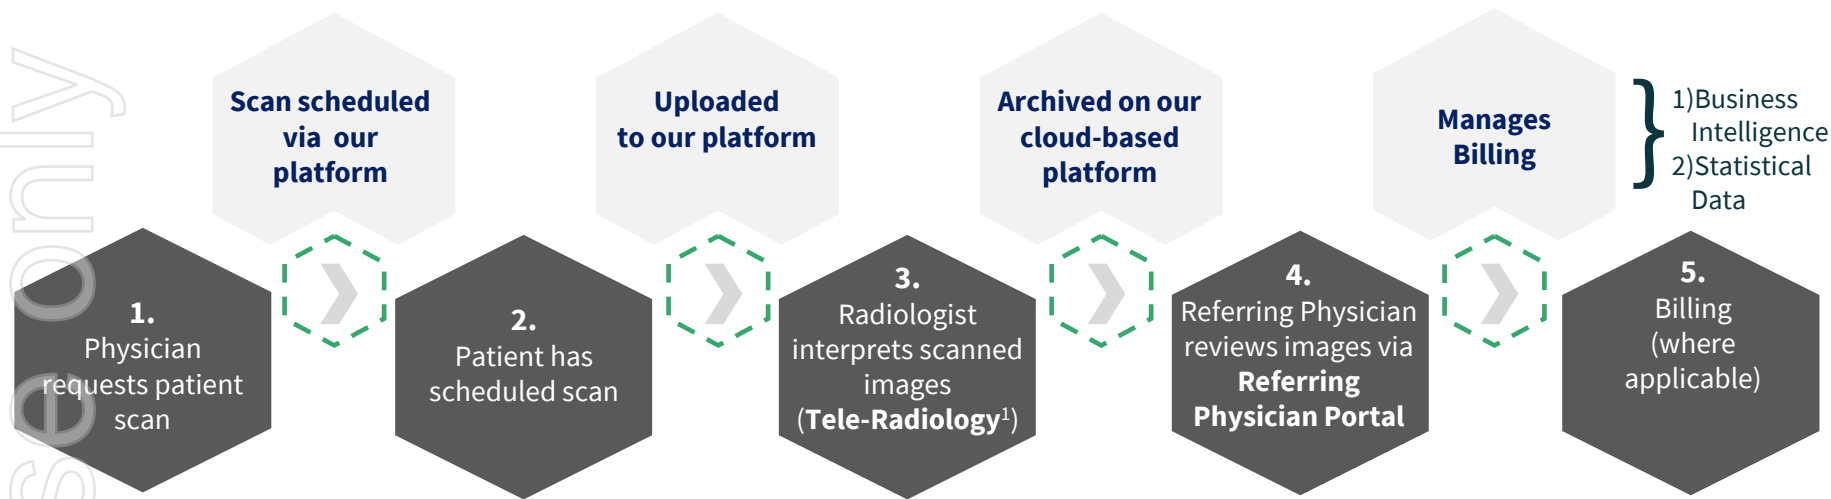 Scan scheduled
via our
platform
Uploaded
to our platform
Archived on our
cloud-based
platform
Manages
Billing
1)Business
Intelligence
2)Statistical
Data
1.
Physician
requests patient
scan
2.
Patient has
scheduled scan
3.
Radiologist
interprets scanned
images
(Tele-Radiology¹)
4.
Referring Physician
reviews images via
Referring
Physician Portal
5.
Billing
(where
applicable)
se only